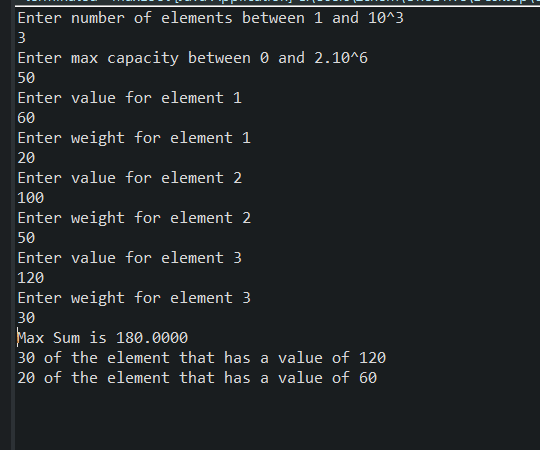 Enter number of elements between 1 and 10^3
3
Enter max capacity between 0 and 2.10^6
50
Enter value for element 1
60
Enter weight for element 1
20
Enter value for element 2
100
Enter weight for element 2
50
Enter value for element 3
120
Enter weight for element 3
30
Max Sum is 180.0000
30 of the element that has a value of 120
20 of the element that has a value of 60